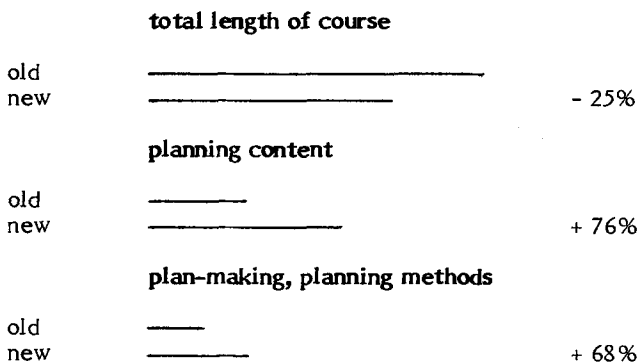 total length of course
old
new - 25%
planning content
old
new + 76%
plan-making, planning methods
old
new + 68%